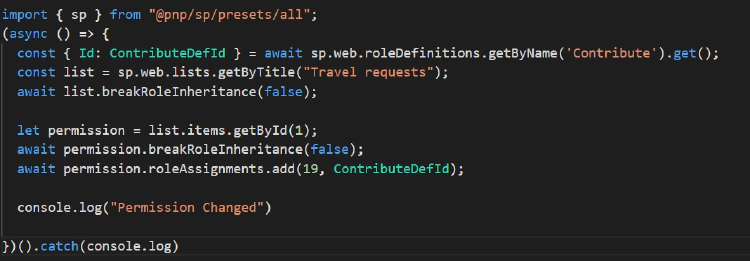 import { sp } from "@pnp/sp/presets/all";
(async () => {
const { Id: ContributeDefId } = await sp.web.roleDefinitions.getByName('Contribute').get();
const list = sp.web.lists.getByTitle("Travel requests");
await list.breakRoleInheritance(false);
let permission = list.items.getById(1);
await permission.breakRoleInheritance(false);
await permission.roleAssignments.add(19, ContributeDefId);
console.log("Permission Changed")
})().catch(console.log)